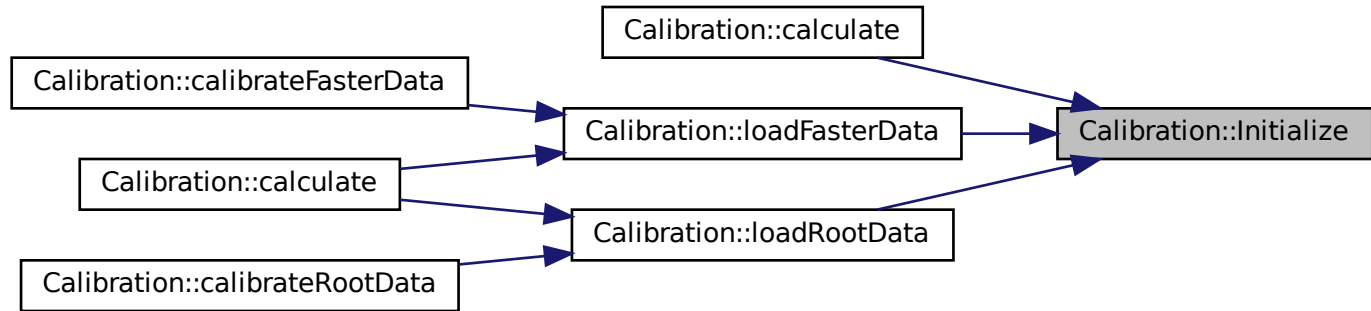 Calibration::calculate
Calibration::calibrateFasterData
Calibration::loadFasterData
Calibration::Initialize
Calibration::calculate
Calibration::loadRootData
Calibration::calibrateRootData